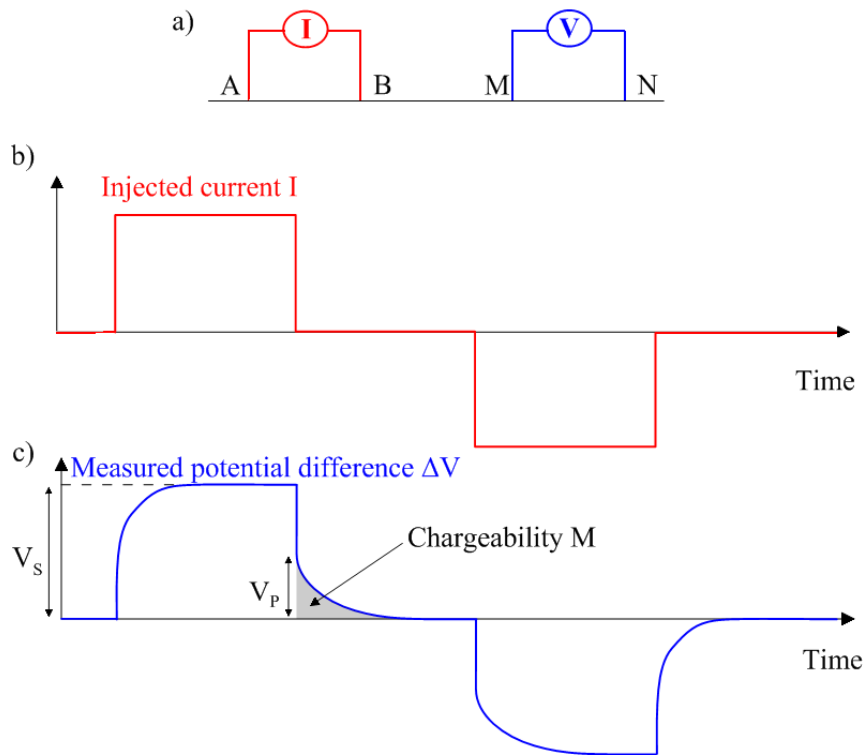 a)
I
V
A
B
M
N
b)
Injected current I
Time
c)
Measured potential difference ΔV
Chargeability M
V_S
V_P
Time